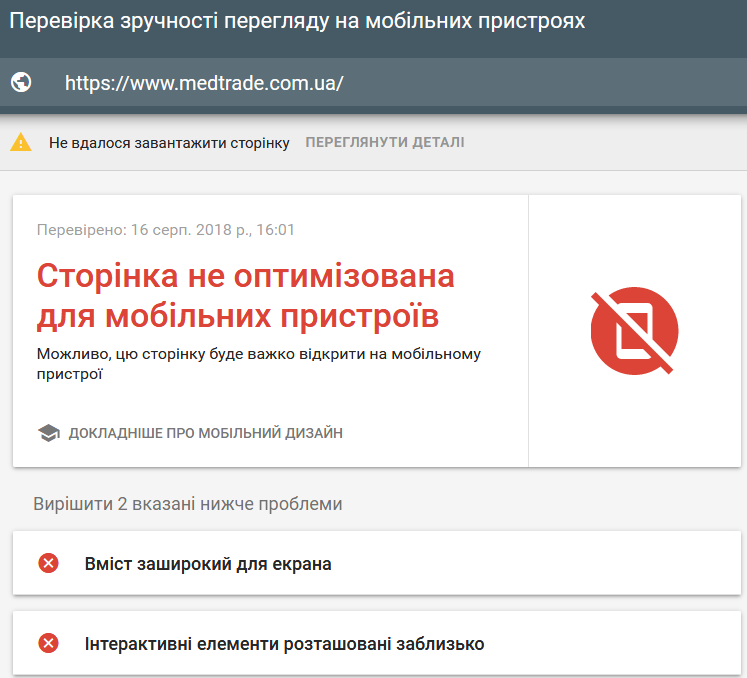 Перевірка зручності перегляду на мобільних пристроях
https://www.medtrade.com.ua/
Не вдалося завантажити сторінку ПЕРЕГЛЯНУТИ ДЕТАЛІ
Перевірено: 16 серп. 2018 р., 16:01
Сторінка не оптимізована
для мобільних пристроїв
Можливо, цю сторінку буде важко відкрити на мобільному
пристрої
ДОКЛАДНІШЕ ПРО МОБІЛЬНИЙ ДИЗАЙН
Вирішити 2 вказані нижче проблеми
Вміст заширокий для екрана
Інтерактивні елементи розташовані заблизько